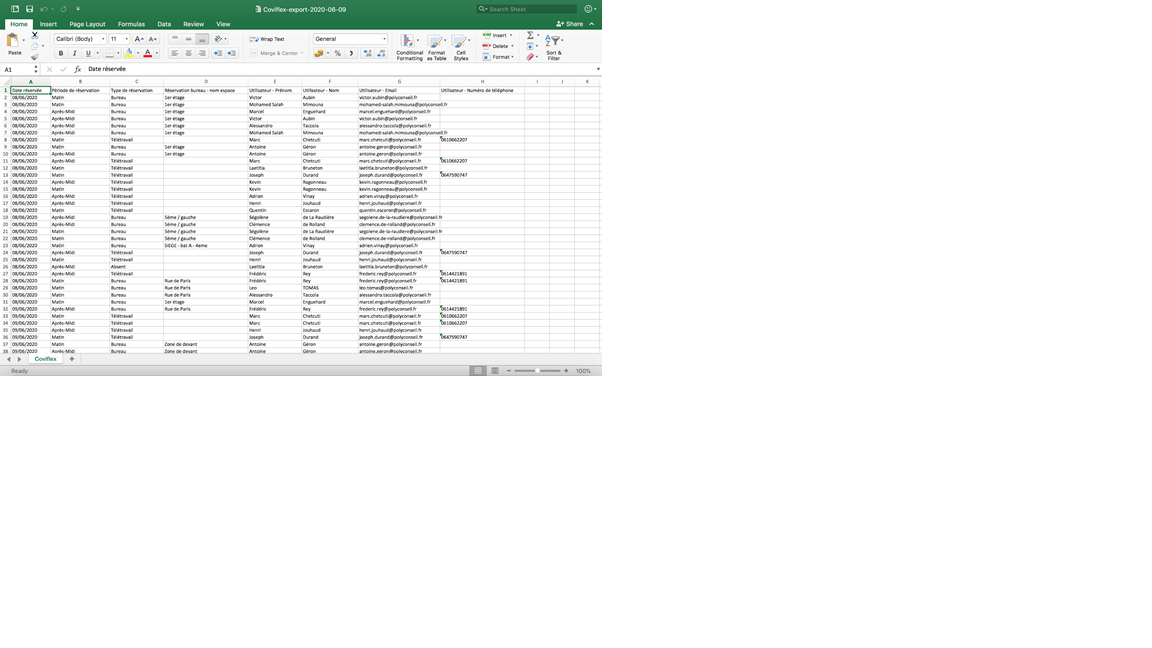 Coviflex-export-2020-06-09
Search Sheet
Home Insert Page Layout Formulas Data Review View Share
Paste Calibri (Body) 11 A A Wrap Text General Insert
B I U A Merge & Center % Conditional Formatting Format as Table Cell Styles Delete Format Sort & Filter
A1 fx Date réservée
A B C D E F G H I J K
1 Date réservée Période de réservation Type de réservation Réservation bureau - nom espace Utilisateur - Prénom Utilisateur - Nom Utilisateur - Email Utilisateur - Numéro de téléphone
2 08/06/2020 Matin Bureau 1er étage Victor Aubin victor.aubin@polyconseil.fr
3 08/06/2020 Matin Bureau 1er étage Mohamed Salah Mimouna mohamed-salah.mimouna@polyconseil.fr
4 08/06/2020 Après-Midi Bureau 1er étage Marcel Enguehard marcel.enguehard@polyconseil.fr
5 08/06/2020 Après-Midi Bureau 1er étage Victor Aubin victor.aubin@polyconseil.fr
6 08/06/2020 Après-Midi Bureau 1er étage Alessandro Taccola alessandro.taccola@polyconseil.fr
7 08/06/2020 Après-Midi Bureau 1er étage Mohamed Salah Mimouna mohamed-salah.mimouna@polyconseil.fr
8 08/06/2020 Matin Télétravail Marc Chetcuti marc.chetcuti@polyconseil.fr 0610662207
9 08/06/2020 Matin Bureau 1er étage Antoine Géron antoine.geron@polyconseil.fr
10 08/06/2020 Après-Midi Bureau 1er étage Antoine Géron antoine.geron@polyconseil.fr
11 08/06/2020 Après-Midi Télétravail Marc Chetcuti marc.chetcuti@polyconseil.fr 0610662207
12 08/06/2020 Matin Télétravail Laetitia Bruneton laetitia.bruneton@polyconseil.fr
13 08/06/2020 Matin Télétravail Joseph Durand joseph.durand@polyconseil.fr 0647590747
14 08/06/2020 Après-Midi Télétravail Kevin Ragonneau kevin.ragonneau@polyconseil.fr
15 08/06/2020 Matin Télétravail Kevin Ragonneau kevin.ragonneau@polyconseil.fr
16 08/06/2020 Après-Midi Télétravail Adrien Vinay adrien.vinay@polyconseil.fr
17 08/06/2020 Après-Midi Télétravail Henri Jouhaud henri.jouhaud@polyconseil.fr
18 08/06/2020 Matin Télétravail Quentin Escaron quentin.escaron@polyconseil.fr
19 08/06/2020 Après-Midi Bureau 5ème / gauche Ségolène de La Raudière segolene.de-la-raudiere@polyconseil.fr
20 08/06/2020 Après-Midi Bureau 5ème / gauche Clémence de Rolland clemence.de-rolland@polyconseil.fr
21 08/06/2020 Matin Bureau 5ème / gauche Ségolène de La Raudière segolene.de-la-raudiere@polyconseil.fr
22 08/06/2020 Matin Bureau 5ème / gauche Clémence de Rolland clemence.de-rolland@polyconseil.fr
23 08/06/2020 Matin Bureau SIEGE - bat A - 4eme Adrien Vinay adrien.vinay@polyconseil.fr
24 08/06/2020 Après-Midi Télétravail Joseph Durand joseph.durand@polyconseil.fr 0647590747
25 08/06/2020 Matin Télétravail Henri Jouhaud henri.jouhaud@polyconseil.fr
26 08/06/2020 Après-Midi Absent Laetitia Bruneton laetitia.bruneton@polyconseil.fr
27 08/06/2020 Après-Midi Télétravail Frédéric Rey frederic.rey@polyconseil.fr 0614421891
28 08/06/2020 Matin Bureau Rue de Paris Frédéric Rey frederic.rey@polyconseil.fr 0614421891
29 08/06/2020 Matin Bureau Rue de Paris Leo TOMAS leo.tomas@polyconseil.fr
30 08/06/2020 Matin Bureau Rue de Paris Alessandro Taccola alessandro.taccola@polyconseil.fr
31 08/06/2020 Matin Bureau 1er étage Marcel Enguehard marcel.enguehard@polyconseil.fr
32 09/06/2020 Après-Midi Bureau Rue de Paris Frédéric Rey frederic.rey@polyconseil.fr 0614421891
33 09/06/2020 Matin Télétravail Marc Chetcuti marc.chetcuti@polyconseil.fr 0610662207
34 09/06/2020 Après-Midi Télétravail Marc Chetcuti marc.chetcuti@polyconseil.fr 0610662207
35 09/06/2020 Après-Midi Télétravail Henri Jouhaud henri.jouhaud@polyconseil.fr
36 09/06/2020 Matin Télétravail Joseph Durand joseph.durand@polyconseil.fr 0647590747
37 09/06/2020 Matin Bureau Zone de devant Antoine Géron antoine.geron@polyconseil.fr
38 09/06/2020 Après-Midi Bureau Zone de devant Antoine Géron antoine.geron@polyconseil.fr
Coviflex +
Ready 100%